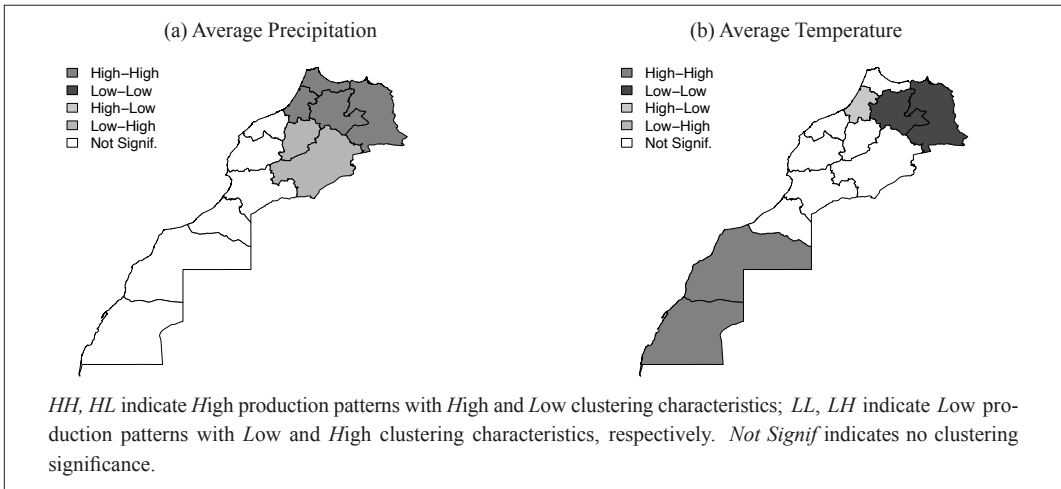 (a) Average Precipitation
High−High
Low−Low
High−Low
Low−High
Not Signif.
(b) Average Temperature
High−High
Low−Low
High−Low
Low−High
Not Signif.
HH, HL indicate High production patterns with High and Low clustering characteristics; LL, LH indicate Low pro-
duction patterns with Low and High clustering characteristics, respectively. Not Signif indicates no clustering
significance.